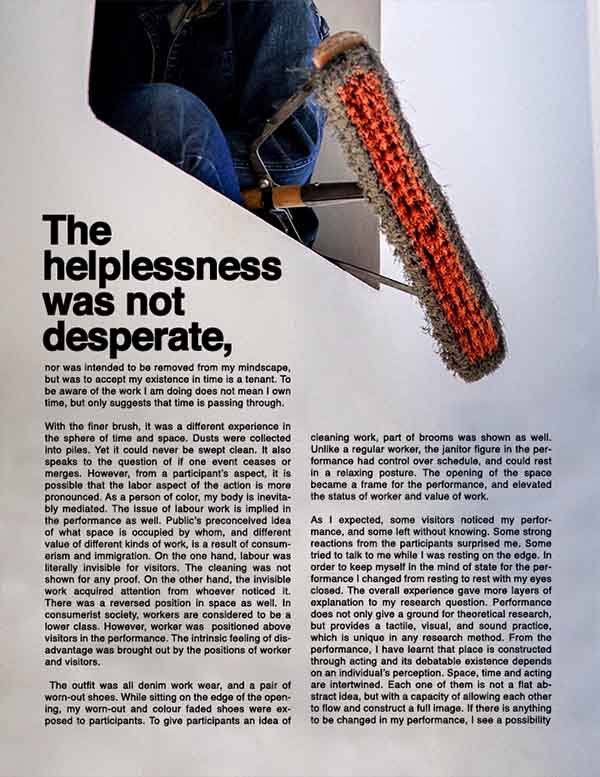 The
helplessness
was not
desperate,
nor was intended to be removed from my mindscape,
but was to accept my existence in time is a tenant. To
be aware of the work I am doing does not mean I own
time, but only suggests that time is passing through.
With the finer brush, it was a different experience in
the sphere of time and space. Dusts were collected
into piles. Yet it could never be swept clean. It also
speaks to the question of if one event ceases or
merges. However, from a participant's aspect, it is
possible that the labor aspect of the action is more
pronounced. As a person of color, my body is inevita-
bly mediated. The issue of labour work is implied in
the performance as well. Public's preconceived idea
of what space is occupied by whom, and different
value of different kinds of work, is a result of consum-
erism and immigration. On the one hand, labour was
literally invisible for visitors. The cleaning was not
shown for any proof. On the other hand, the invisible
work acquired attention from whoever noticed it.
There was a reversed position in space as well. In
consumerist society, workers are considered to be a
lower class. However, worker was positioned above
visitors in the performance. The intrinsic feeling of dis-
advantage was brought out by the positions of worker
and visitors.
The outfit was all denim work wear, and a pair of
worn-out shoes. While sitting on the edge of the open-
ing, my worn-out and colour faded shoes were ex-
posed to participants. To give participants an idea of
cleaning work, part of brooms was shown as well.
Unlike a regular worker, the janitor figure in the per-
formance had control over schedule, and could rest
in a relaxing posture. The opening of the space
became a frame for the performance, and elevated
the status of worker and value of work.
As I expected, some visitors noticed my perfor-
mance, and some left without knowing. Some strong
reactions from the participants surprised me. Some
tried to talk to me while I was resting on the edge. In
order to keep myself in the mind of state for the per-
formance I changed from resting to rest with my eyes
closed. The overall experience gave more layers of
explanation to my research question. Performance
does not only give a ground for theoretical research,
but provides a tactile, visual, and sound practice,
which is unique in any research method. From the
performance, I have learnt that place is constructed
through acting and its debatable existence depends
on an individual's perception. Space, time and acting
are intertwined. Each one of them is not a flat ab-
stract idea, but with a capacity of allowing each other
to flow and construct a full image. If there is anything
to be changed in my performance, I see a possibility